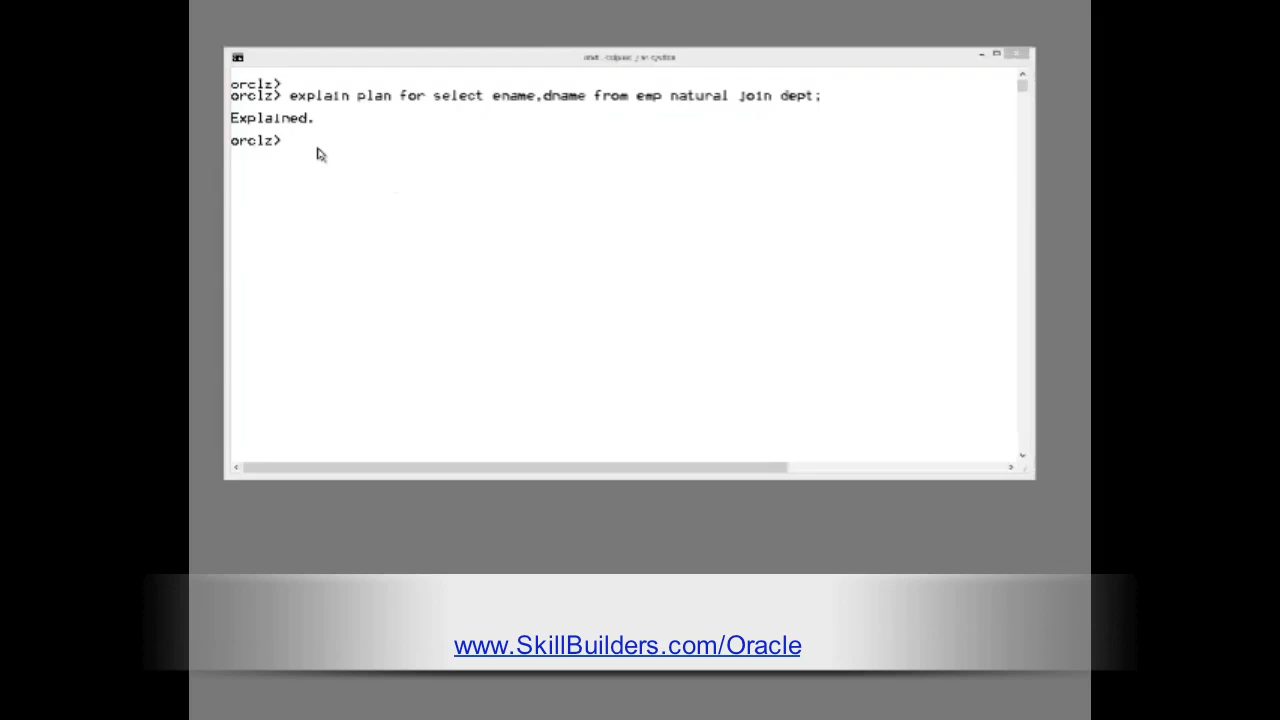 orclz>
orclz> explain plan for select ename,dname from emp natural join dept;
Explained.
orclz>
www.SkillBuilders.com/Oracle